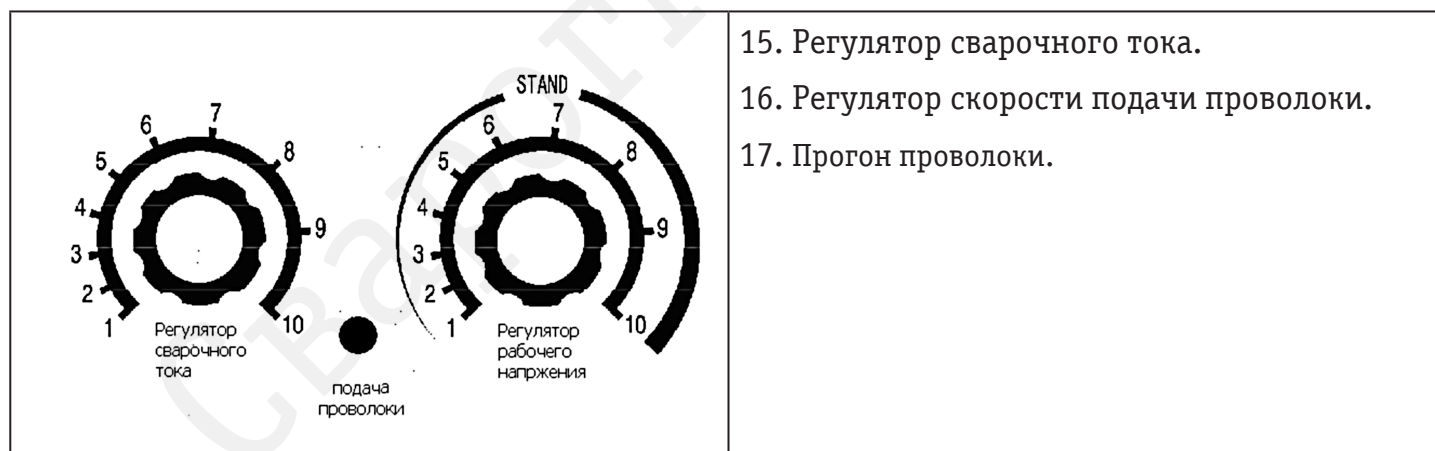 15. Регулятор сварочного тока.
16. Регулятор скорости подачи проволоки.
17. Прогон проволоки.
STAND
1 2 3 4 5 6 7 8 9 10
Регулятор
сварочного
тока
подача
проволоки
1 2 3 4 5 6 7 8 9 10
Регулятор
рабочего
напржения
Сварог